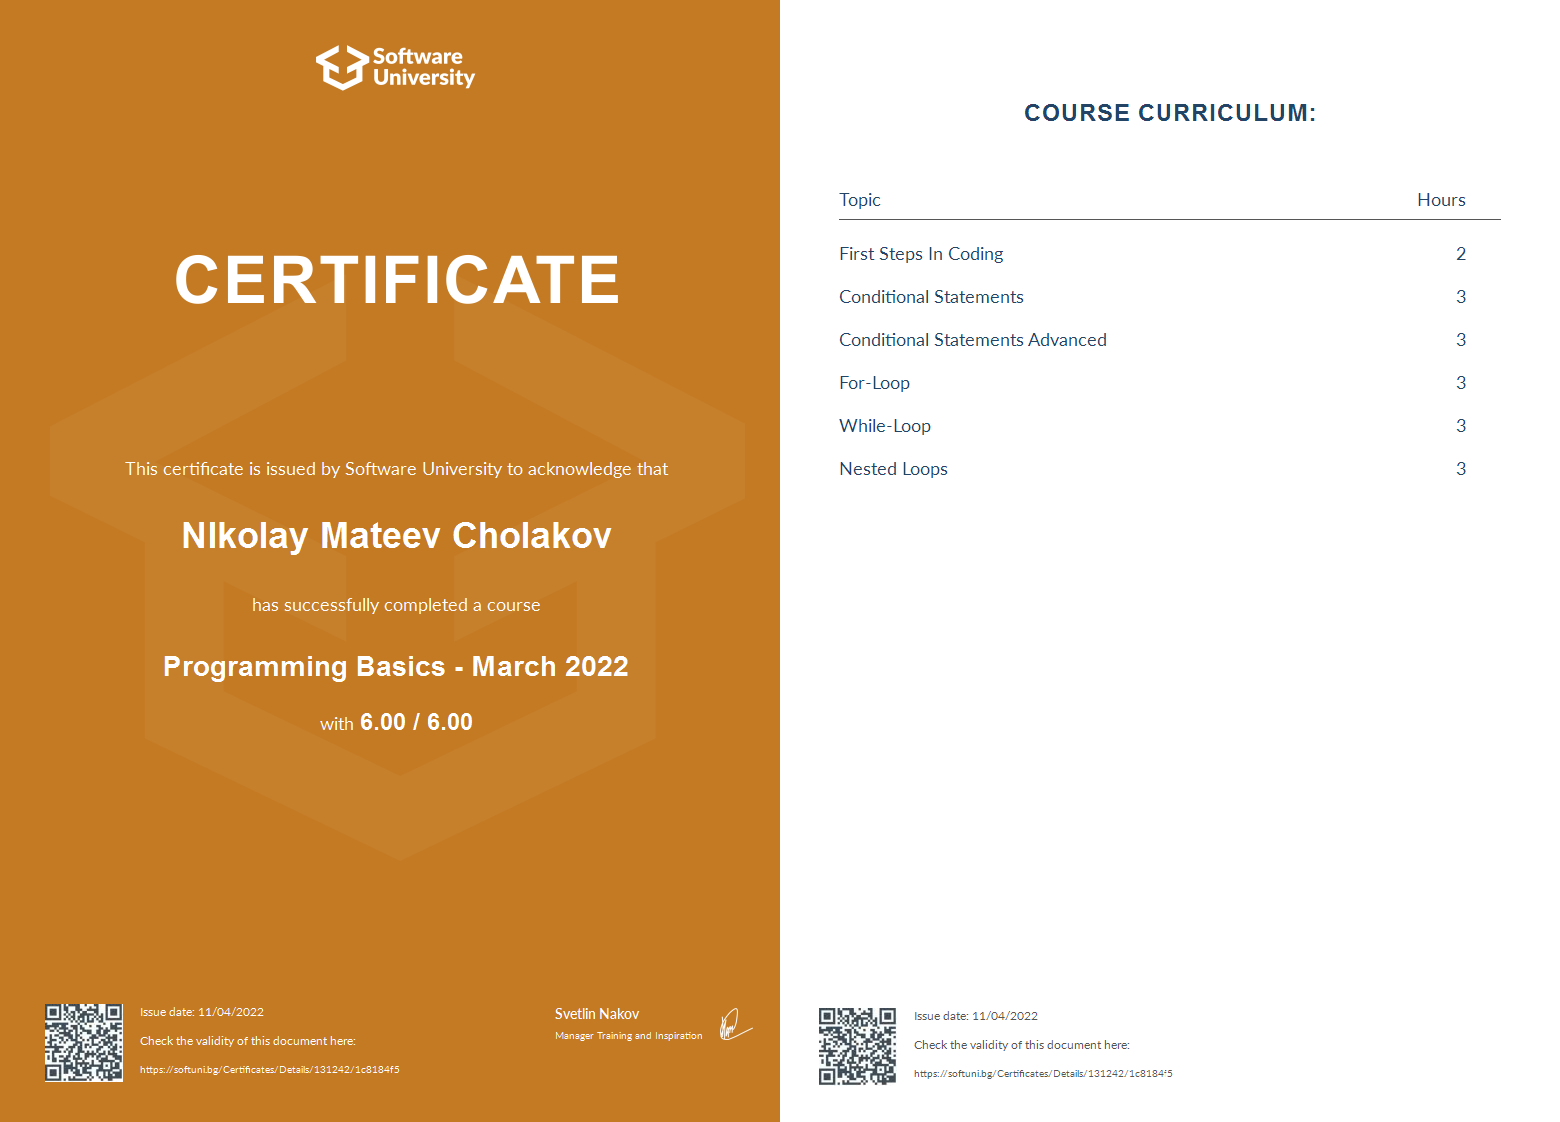 Software
University
CERTIFICATE
This certificate is issued by Software University to acknowledge that
NIkolay Mateev Cholakov
has successfully completed a course
Programming Basics - March 2022
with 6.00 / 6.00
Issue date: 11/04/2022
Check the validity of this document here:
https://softuni.bg/Certificates/Details/131242/1c8184f5
Svetlin Nakov
Manager Training and Inspiration
COURSE CURRICULUM:
Topic Hours
First Steps In Coding 2
Conditional Statements 3
Conditional Statements Advanced 3
For-Loop 3
While-Loop 3
Nested Loops 3
Issue date: 11/04/2022
Check the validity of this document here:
https://softuni.bg/Certificates/Details/131242/1c8184f5